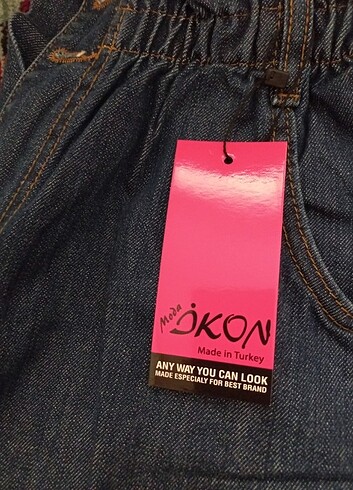 Moda İKON
Made in Turkey
ANY WAY YOU CAN LOOK
MADE ESPECIALY FOR BEST BRAND